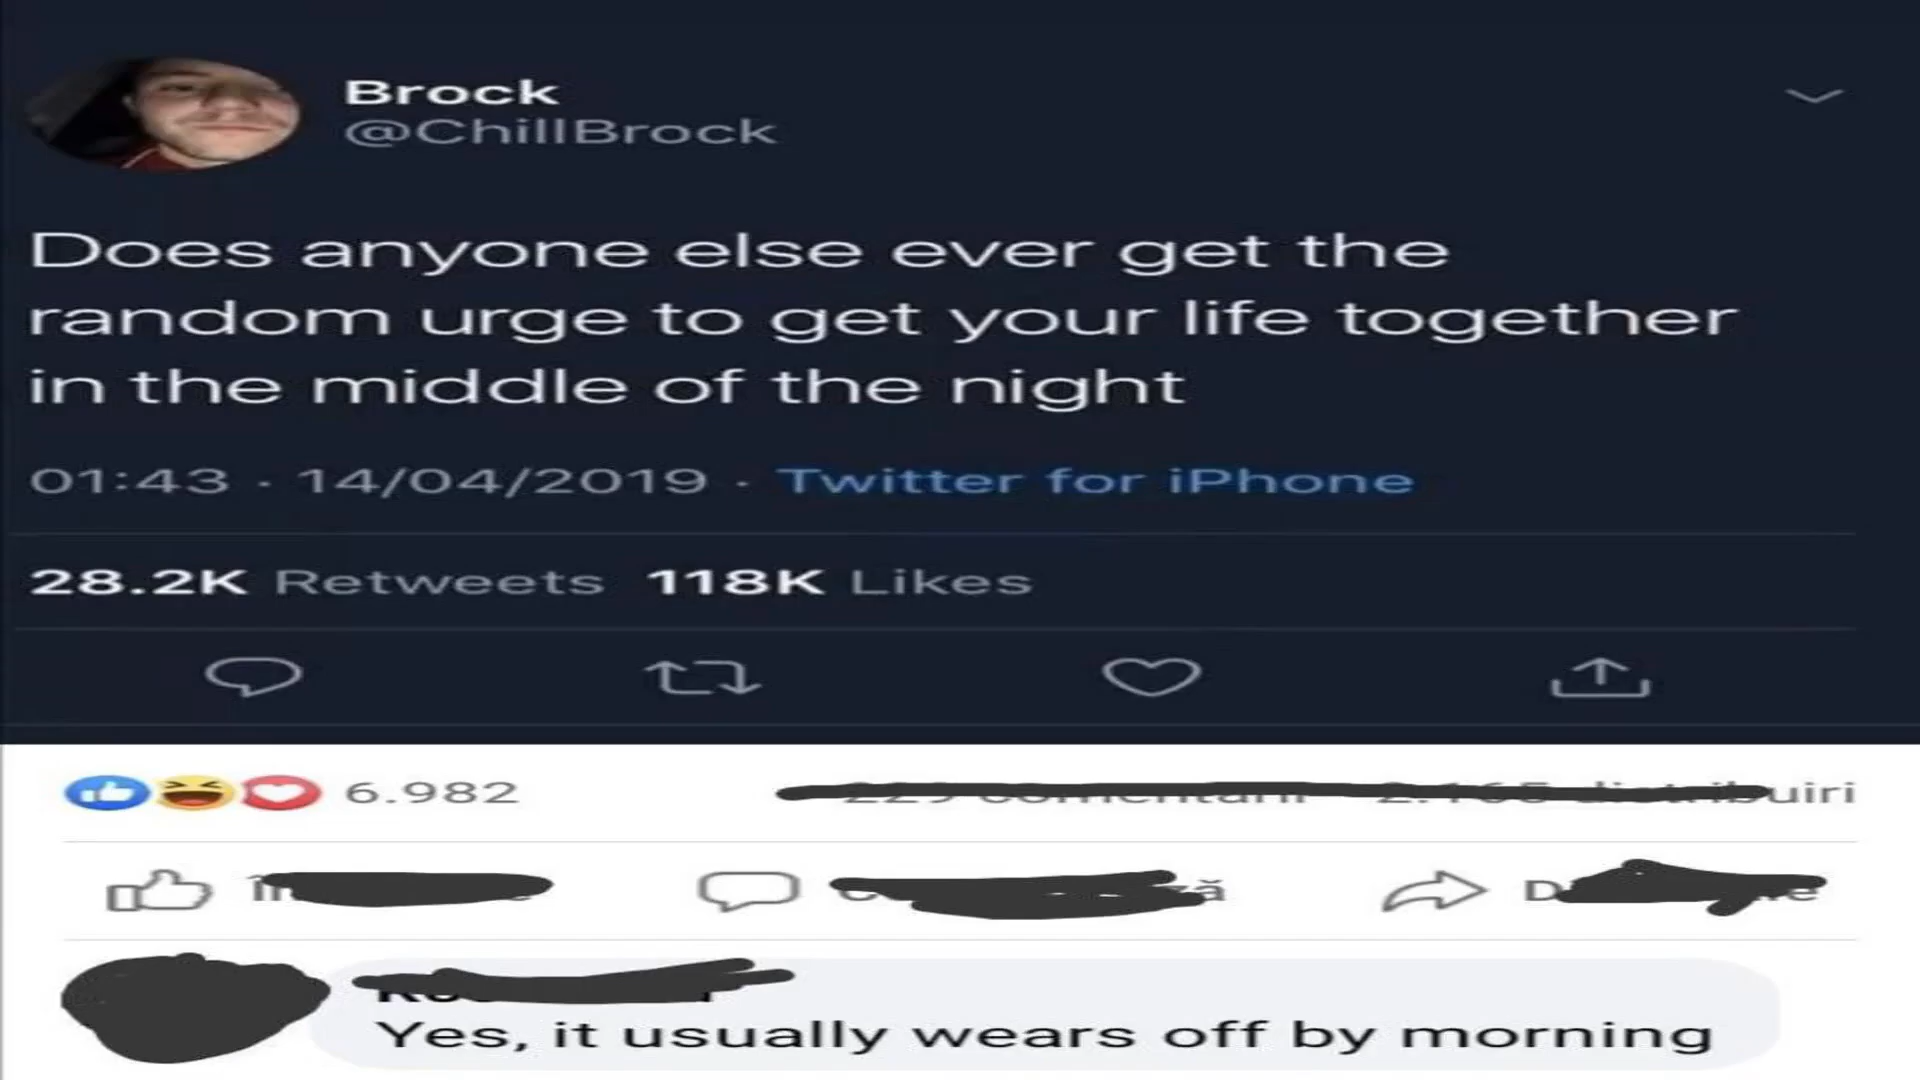 Brock
@ChillBrock
Does anyone else ever get the
random urge to get your life together
in the middle of the night
01:43 · 14/04/2019 · Twitter for iPhone
28.2K Retweets 118K Likes
6.982
Yes, it usually wears off by morning